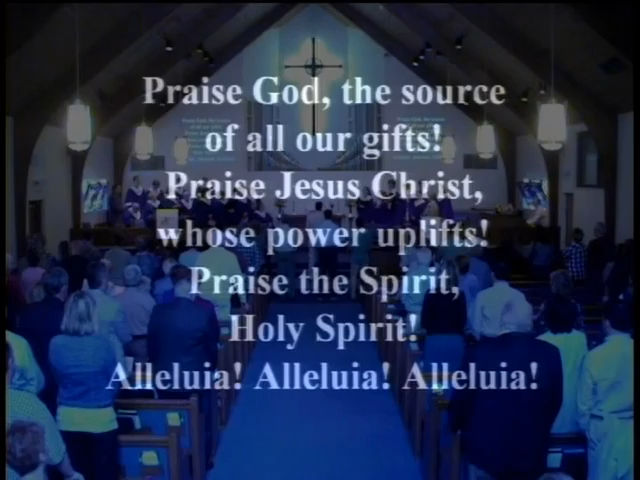 Praise God, the source
of all our gifts!
Praise Jesus Christ,
whose power uplifts!
Praise the Spirit,
Holy Spirit!
Alleluia! Alleluia! Alleluia!